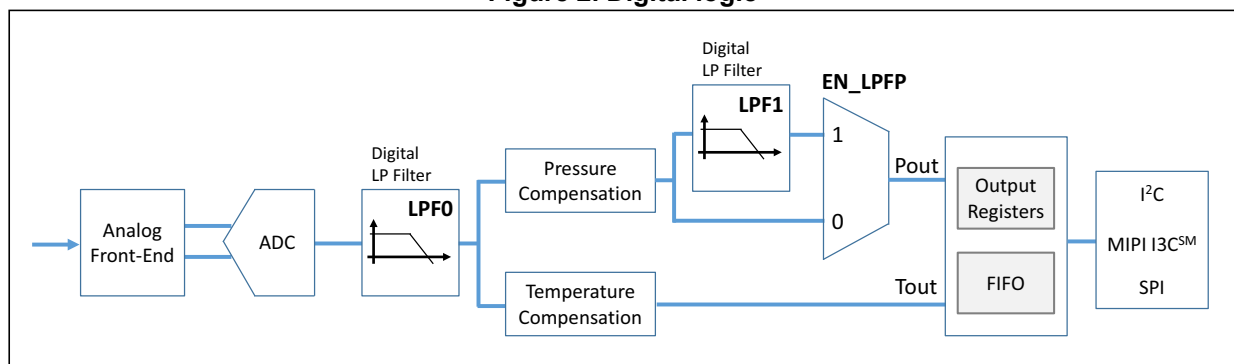 Figure 2. Digital logic
Digital
LP Filter
LPF1
EN_LPFP
1
0
Digital
LP Filter
LPF0
Analog
Front-End
ADC
Pressure
Compensation
Temperature
Compensation
Pout
Tout
Output
Registers
FIFO
I²C
MIPI I3Cˢᴹ
SPI